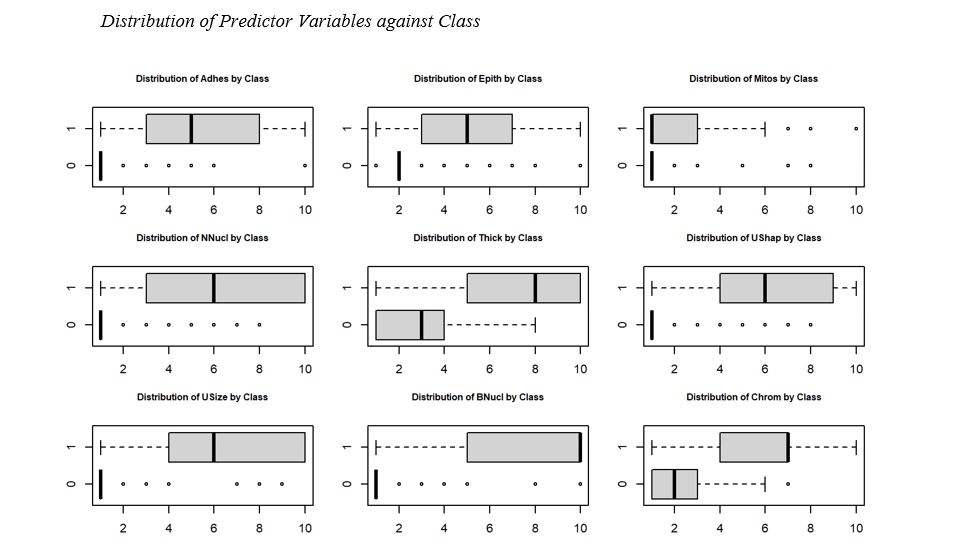 Distribution of Predictor Variables against Class
Distribution of Adhes by Class
Distribution of Epith by Class
Distribution of Mitos by Class
1
0
2 4 6 8 10
1
0
2 4 6 8 10
1
0
2 4 6 8 10
Distribution of NNucl by Class
Distribution of Thick by Class
Distribution of UShap by Class
1
0
2 4 6 8 10
1
0
2 4 6 8 10
1
0
2 4 6 8 10
Distribution of USize by Class
Distribution of BNucl by Class
Distribution of Chrom by Class
1
0
2 4 6 8 10
1
0
2 4 6 8 10
1
0
2 4 6 8 10